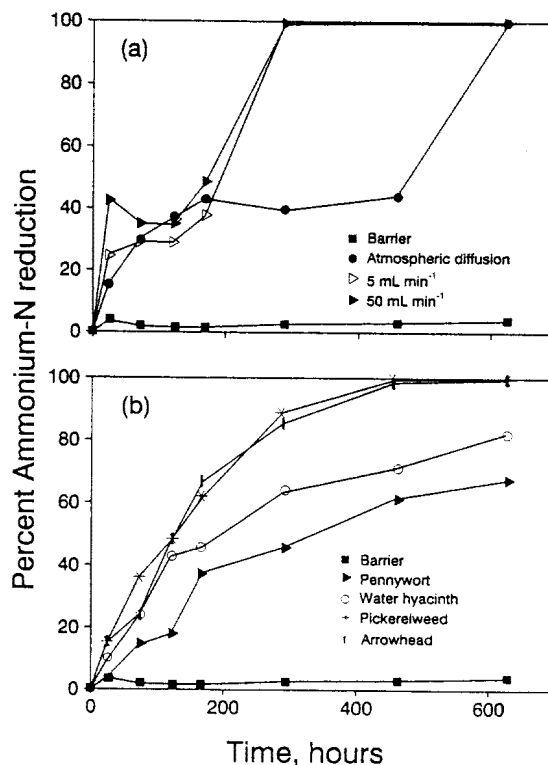 Percent Ammonium-N reduction
100
(a)
80
60
40
20
0
Barrier
Atmospheric diffusion
5 mL min⁻¹
50 mL min⁻¹
100
(b)
80
60
40
20
0
Barrier
Pennywort
Water hyacinth
Pickerelweed
Arrowhead
0
200
400
600
Time, hours